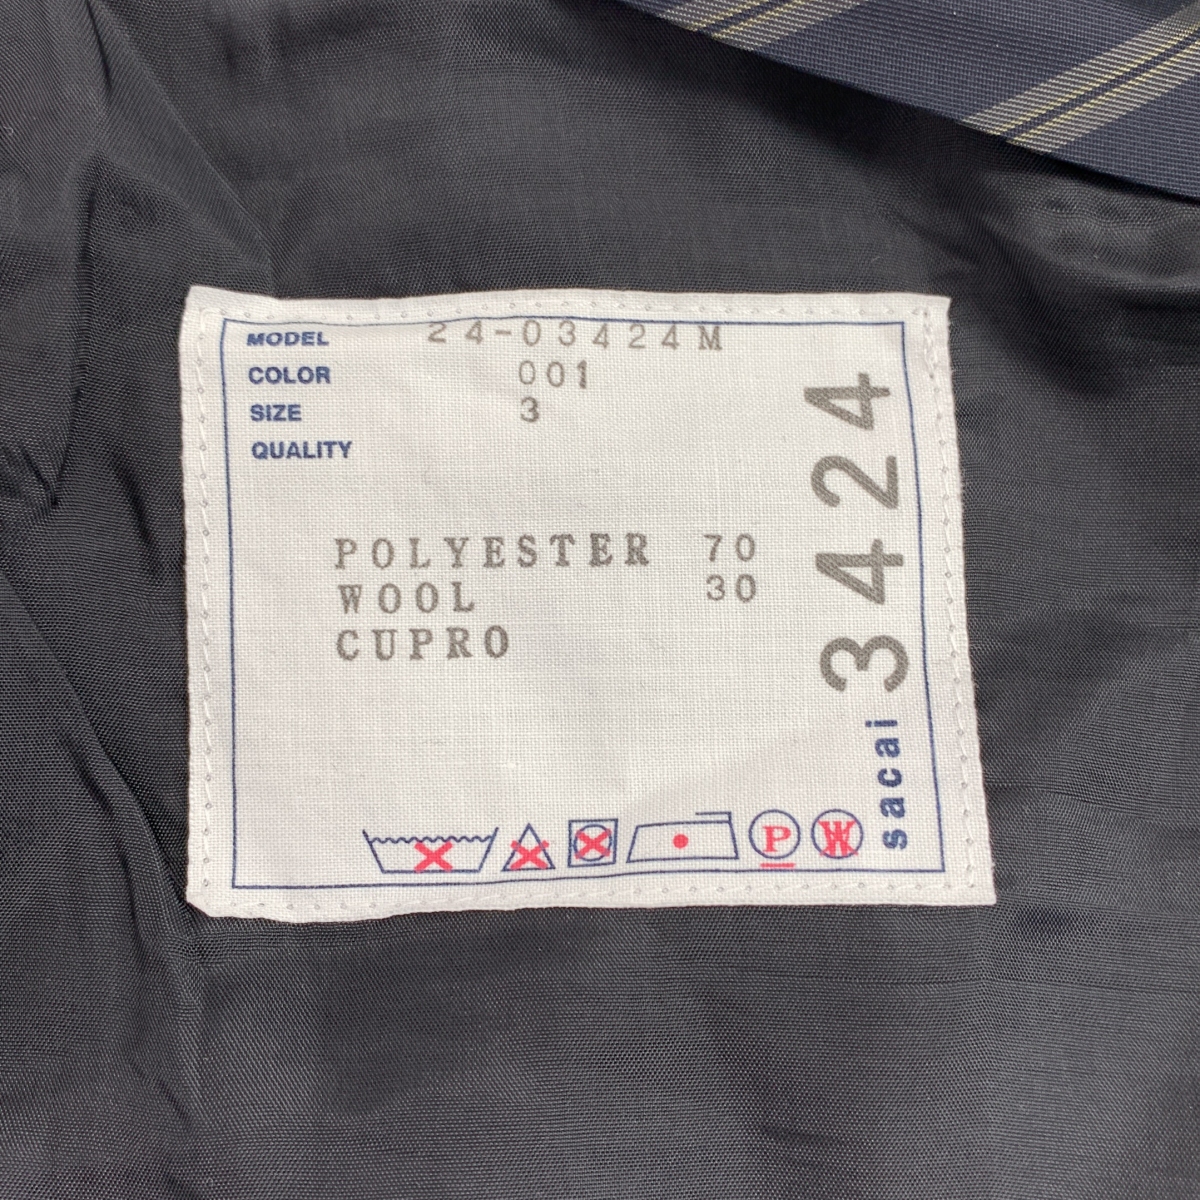 MODEL 24-03424M
COLOR 001
SIZE 3
QUALITY
POLYESTER 70
WOOL 30
CUPRO
P
W
sacai 3424